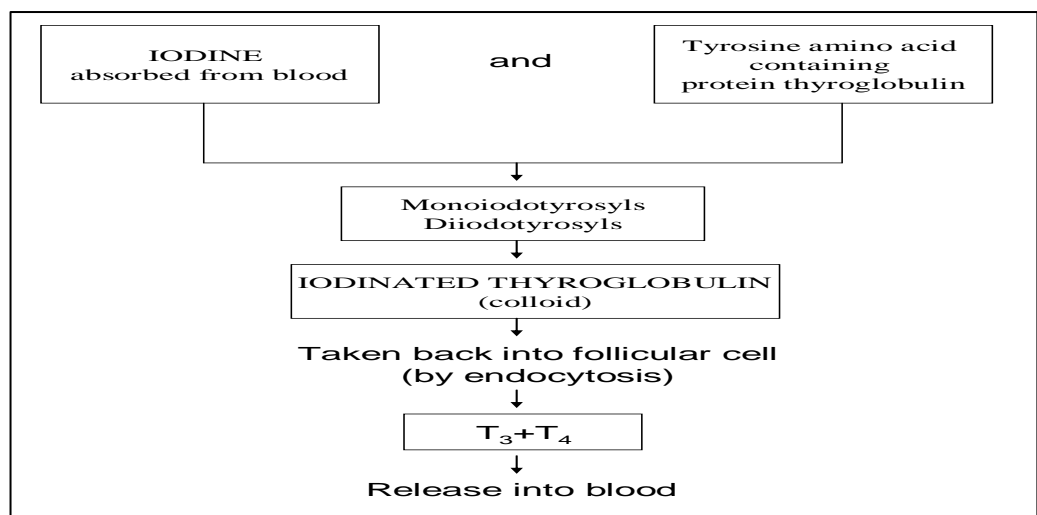 IODINE
absorbed from blood
and
Tyrosine amino acid
containing
protein thyroglobulin
Monoiodotyrosyls
Diiodotyrosyls
IODINATED THYROGLOBULIN
(colloid)
Taken back into follicular cell
(by endocytosis)
T₃+T₄
Release into blood